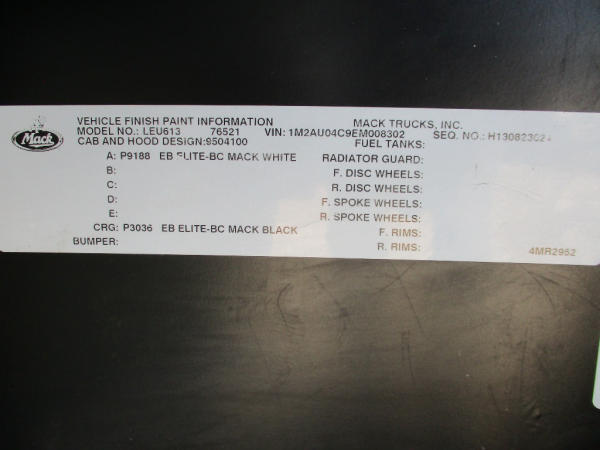 Mack
VEHICLE FINISH PAINT INFORMATION MACK TRUCKS, INC.
MODEL NO.: LEU613 76521 VIN: 1M2AU04C9EM008302 SEQ. NO.: H130823024
CAB AND HOOD DESIGN:9504100 FUEL TANKS:
A: P9188 EB ELITE-BC MACK WHITE RADIATOR GUARD:
B: F. DISC WHEELS:
C: R. DISC WHEELS:
D: F. SPOKE WHEELS:
E: R. SPOKE WHEELS:
CRG: P3036 EB ELITE-BC MACK BLACK F. RIMS:
BUMPER: R. RIMS: 4MR2952